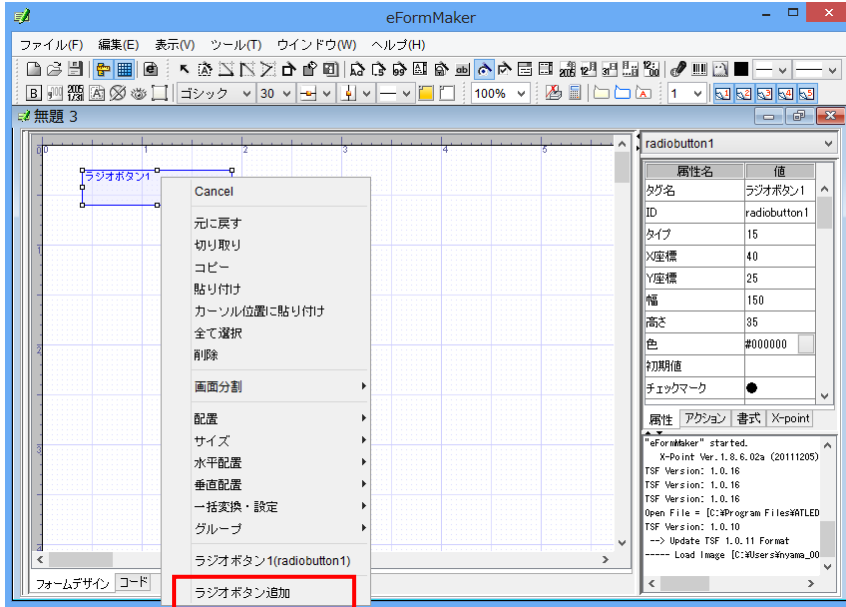 eFormMaker
ファイル(F) 編集(E) 表示(V) ツール(T) ウインドウ(W) ヘルプ(H)
B ゴシック 30 100% 1
無題 3
0 1 2 3 4 5
radiobutton1
ラジオボタン1
属性名 値
タグ名 ラジオボタン1
ID radiobutton1
タイプ 15
X座標 40
Y座標 25
幅 150
高さ 35
色 #000000
初期値
チェックマーク ●
属性 アクション 書式 X-point
Cancel
元に戻す
切り取り
コピー
貼り付け
カーソル位置に貼り付け
全て選択
削除
画面分割
配置
サイズ
水平配置
垂直配置
一括変換・設定
グループ
ラジオボタン1(radiobutton1)
ラジオボタン追加
1
2
3
"eFormMaker" started.
X-Point Ver.1.8.6.02a (20111205)
TSF Version: 1.0.16
TSF Version: 1.0.16
TSF Version: 1.0.16
Open File = [C:¥Program Files¥ATLED
TSF Version: 1.0.10
--> Update TSF 1.0.11 Format
----- Load Image [C:¥Users¥nyama_00
フォームデザイン コード